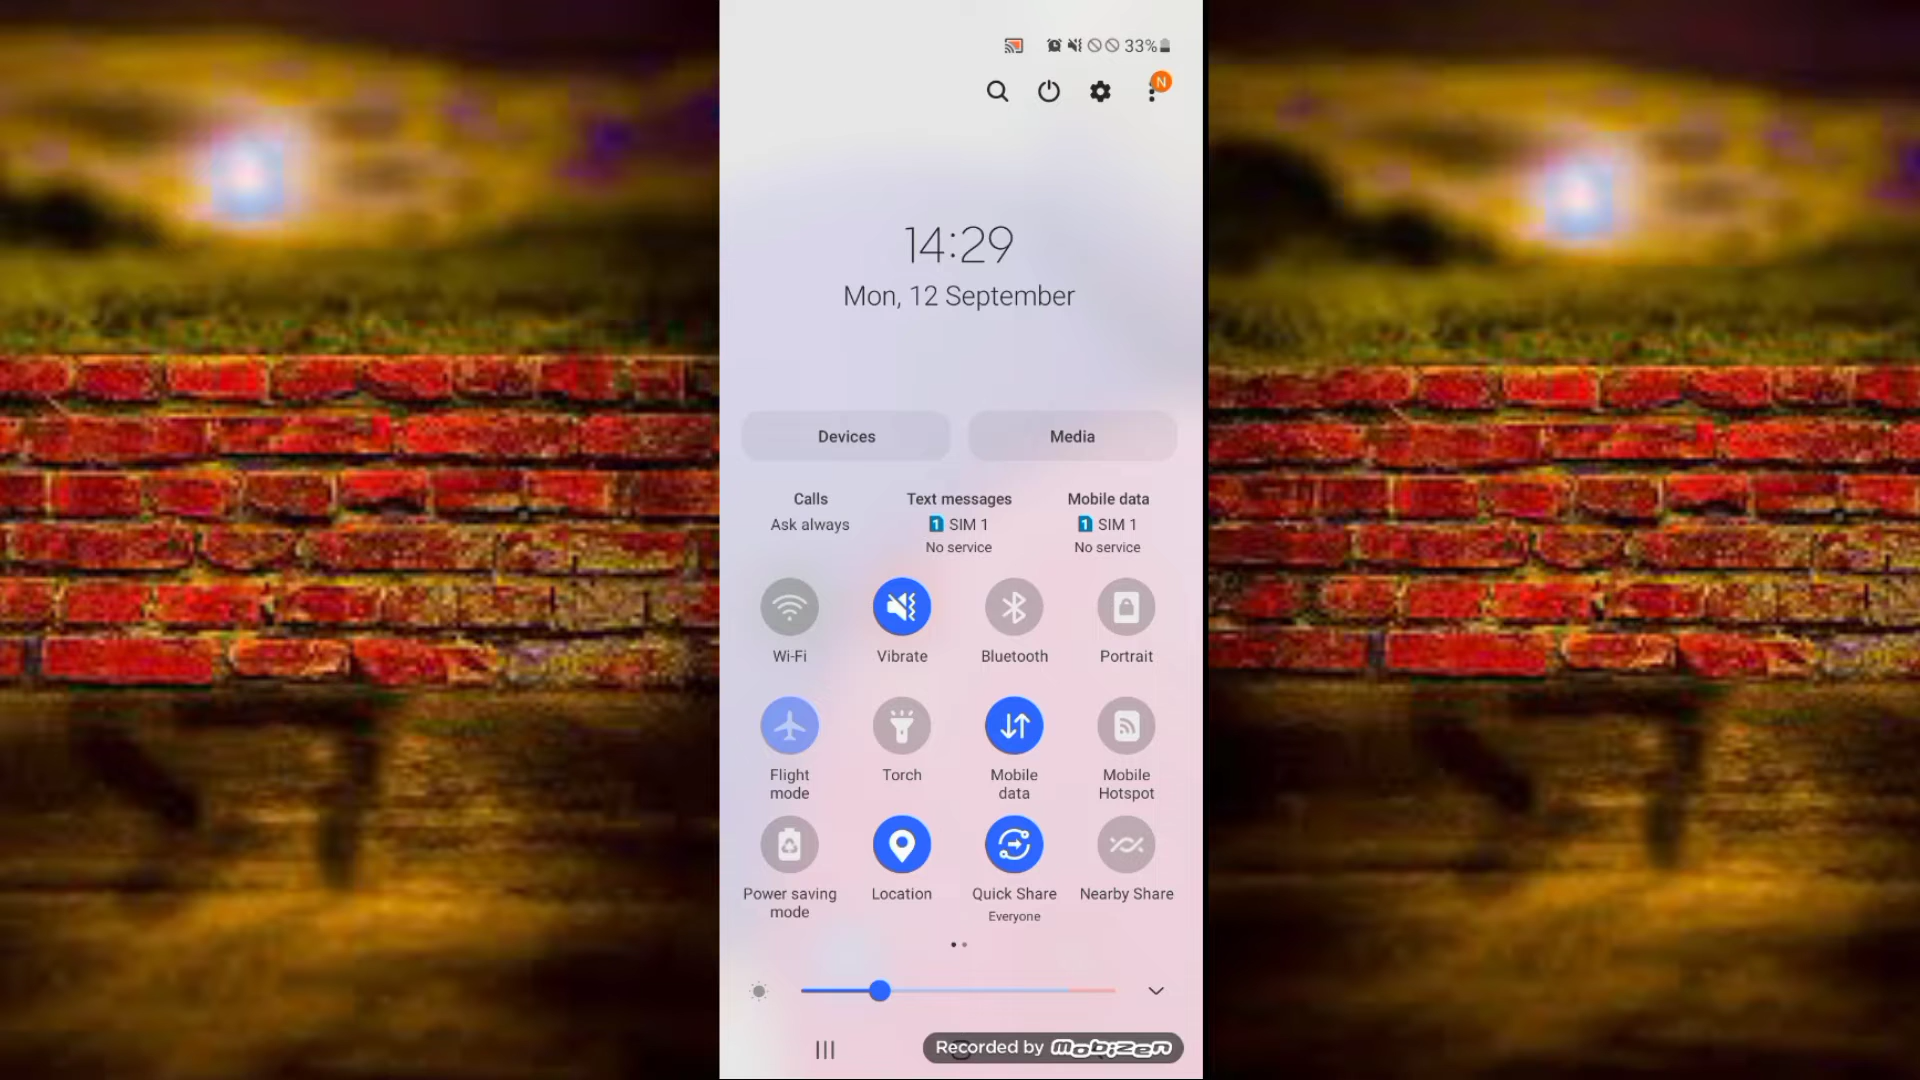 33%
N
14:29
Mon, 12 September
Devices
Media
Calls
Text messages
Mobile data
Ask always
1 SIM 1
1 SIM 1
No service
No service
Wi-Fi
Vibrate
Bluetooth
Portrait
Flight
mode
Torch
Mobile
data
Mobile
Hotspot
Power saving
mode
Location
Quick Share
Everyone
Nearby Share
Recorded by Mobizen